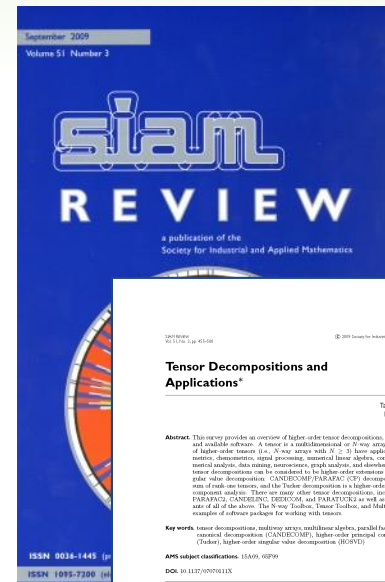 September 2009
Volume 51 Number 3
siam
REVIEW
a publication of the
Society for Industrial and Applied Mathematics
SIAM REVIEW
Vol. 51, No. 3, pp. 455–500
© 2009 Society for Industrial
Tensor Decompositions and
Applications*
Abstract. This survey provides an overview of higher-order tensor decompositions,
and available software. A tensor is a multidimensional or N-way array
of higher-order tensors (i.e., N-way arrays with N ≥ 3) have applic
metrics, chemometrics, signal processing, numerical linear algebra, com
merical analysis, data mining, neuroscience, graph analysis, and elsewhere
tensor decompositions can be considered to be higher-order extensions
gular value decomposition: CANDECOMP/PARAFAC (CP) decompos
sum of rank-one tensors, and the Tucker decomposition is a higher-order
component analysis. There are many other tensor decompositions, incl
PARAFAC2, CANDELINC, DEDICOM, and PARATUCK2 as well as
ants of all of the above. The N-way Toolbox, Tensor Toolbox, and Mult
examples of software packages for working with tensors.
Key words. tensor decompositions, multiway arrays, multilinear algebra, parallel fac
canonical decomposition (CANDECOMP), higher-order principal com
(Tucker), higher-order singular value decomposition (HOSVD)
AMS subject classifications. 15A69, 65F99
DOI. 10.1137/07070111X
ISSN 0036-1445
ISSN 1095-7200